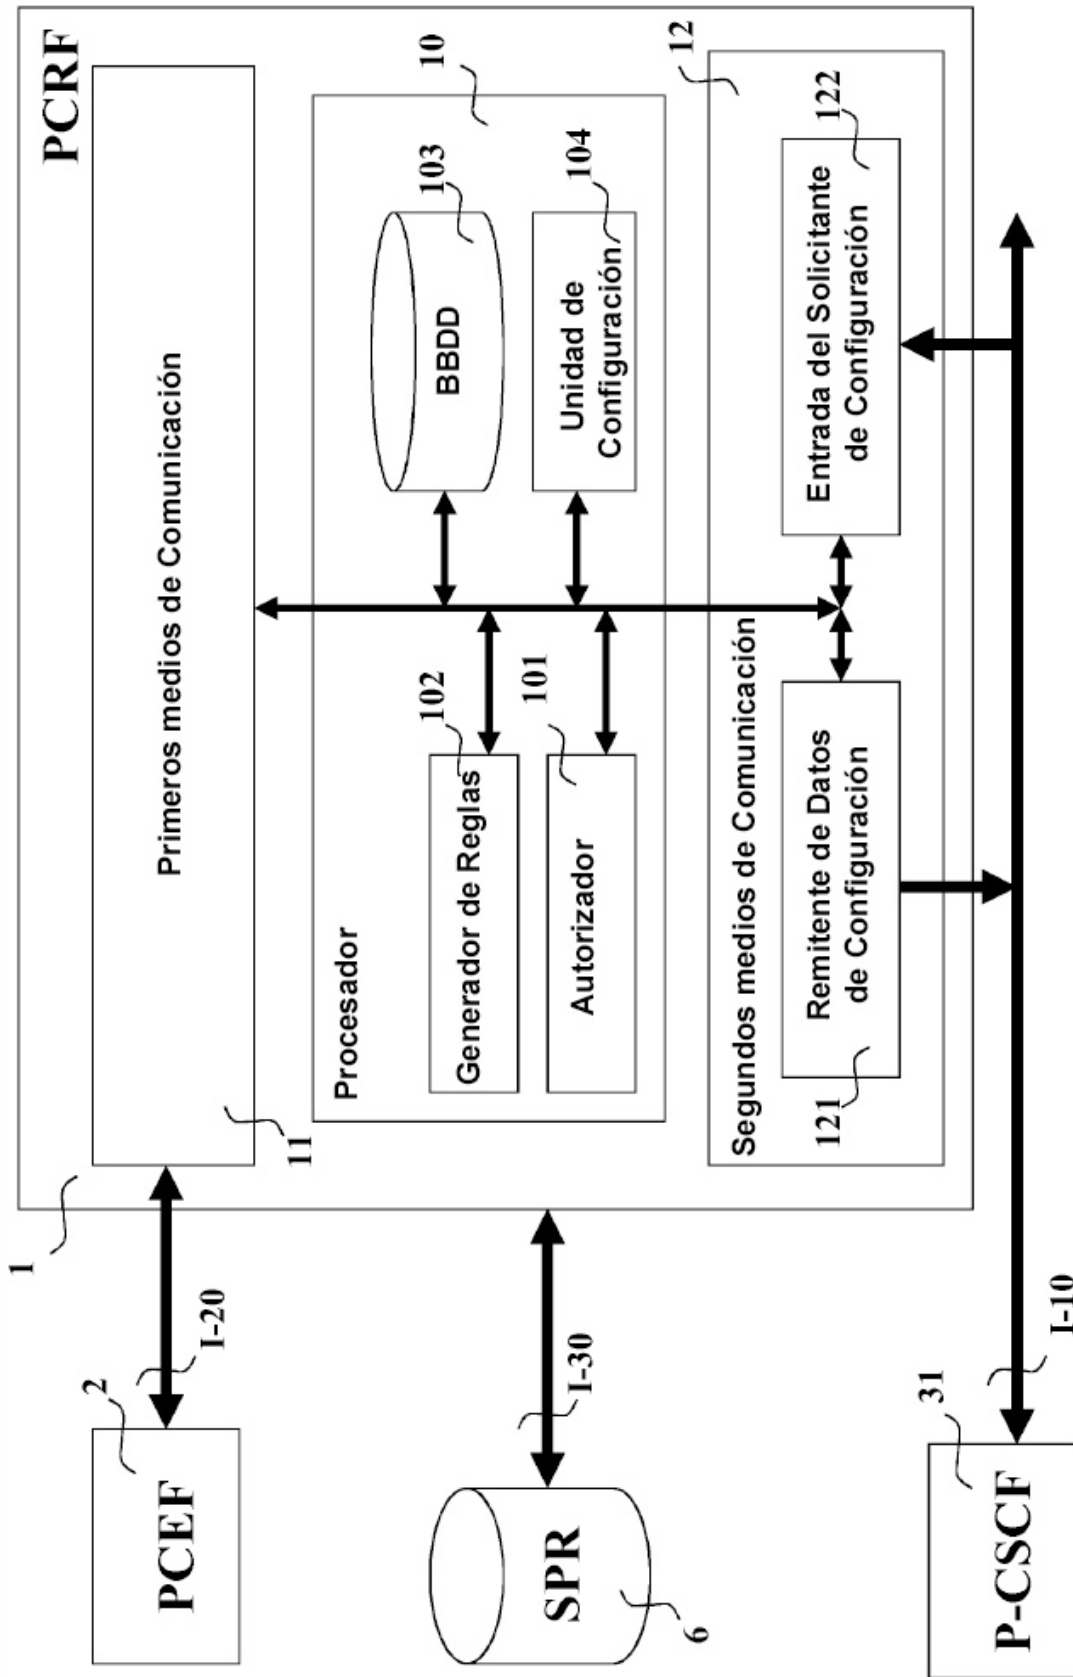 PCRF
1
Primeros medios de Comunicación
11
Procesador
10
Generador de Reglas
102
Autorizador
101
BBDD
103
Unidad de
Configuración
104
Segundos medios de Comunicación
12
Remitente de Datos
de Configuración
121
Entrada del Solicitante
de Configuración
122
PCEF
2
I-20
SPR
6
I-30
P-CSCF
31
I-10